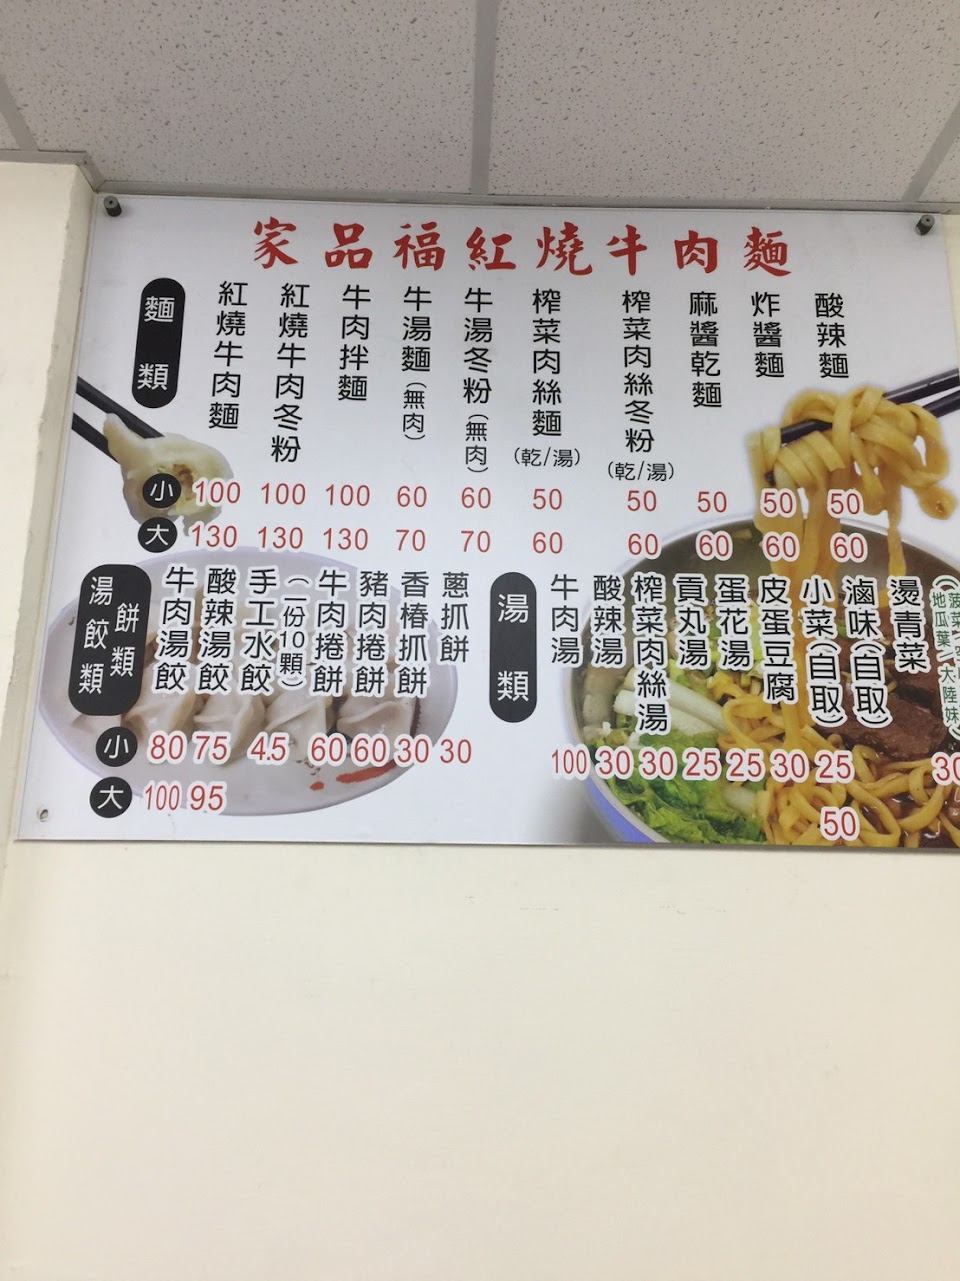 家品福紅燒牛肉麵
麵類
紅燒牛肉麵
紅燒牛肉冬粉
牛肉拌麵
牛湯麵(無肉)
牛湯冬粉(無肉)
榨菜肉絲麵(乾/湯)
榨菜肉絲冬粉(乾/湯)
麻醬乾麵
炸醬麵
酸辣麵
小 100 100 100 60 60 50 50 50 50 50
大 130 130 130 70 70 60 60 60 60 60
湯餃類
餅類
牛肉湯餃
酸辣湯餃
手工水餃
(一份10顆)
牛肉捲餅
豬肉捲餅
香椿抓餅
蔥抓餅
小 80 75 4.5 60 60 30 30
大 100 95
湯類
牛肉湯
酸辣湯
榨菜肉絲湯
貢丸湯
蛋花湯
皮蛋豆腐
小菜(自取)
滷味(自取)
燙青菜
地瓜葉/大陸妹)
100 30 30 25 25 30 25 30
50